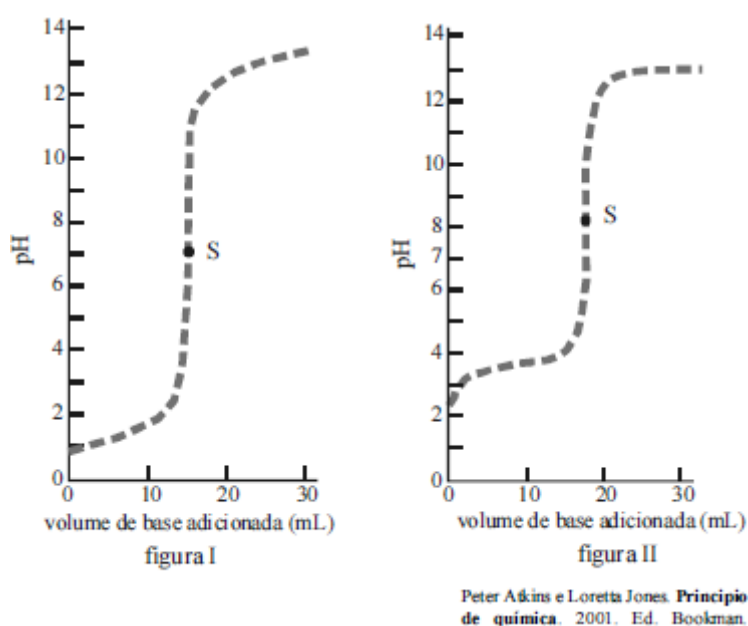 14
12
10
8
6
4
2
0
pH
S
0
10
20
30
volume de base adicionada (mL)
figura I
14
12
10
8
7
6
4
2
0
pH
S
0
10
20
30
volume de base adicionada (mL)
figura II
Peter Atkins e Loretta Jones. Princípio
de química. 2001. Ed. Bookman.